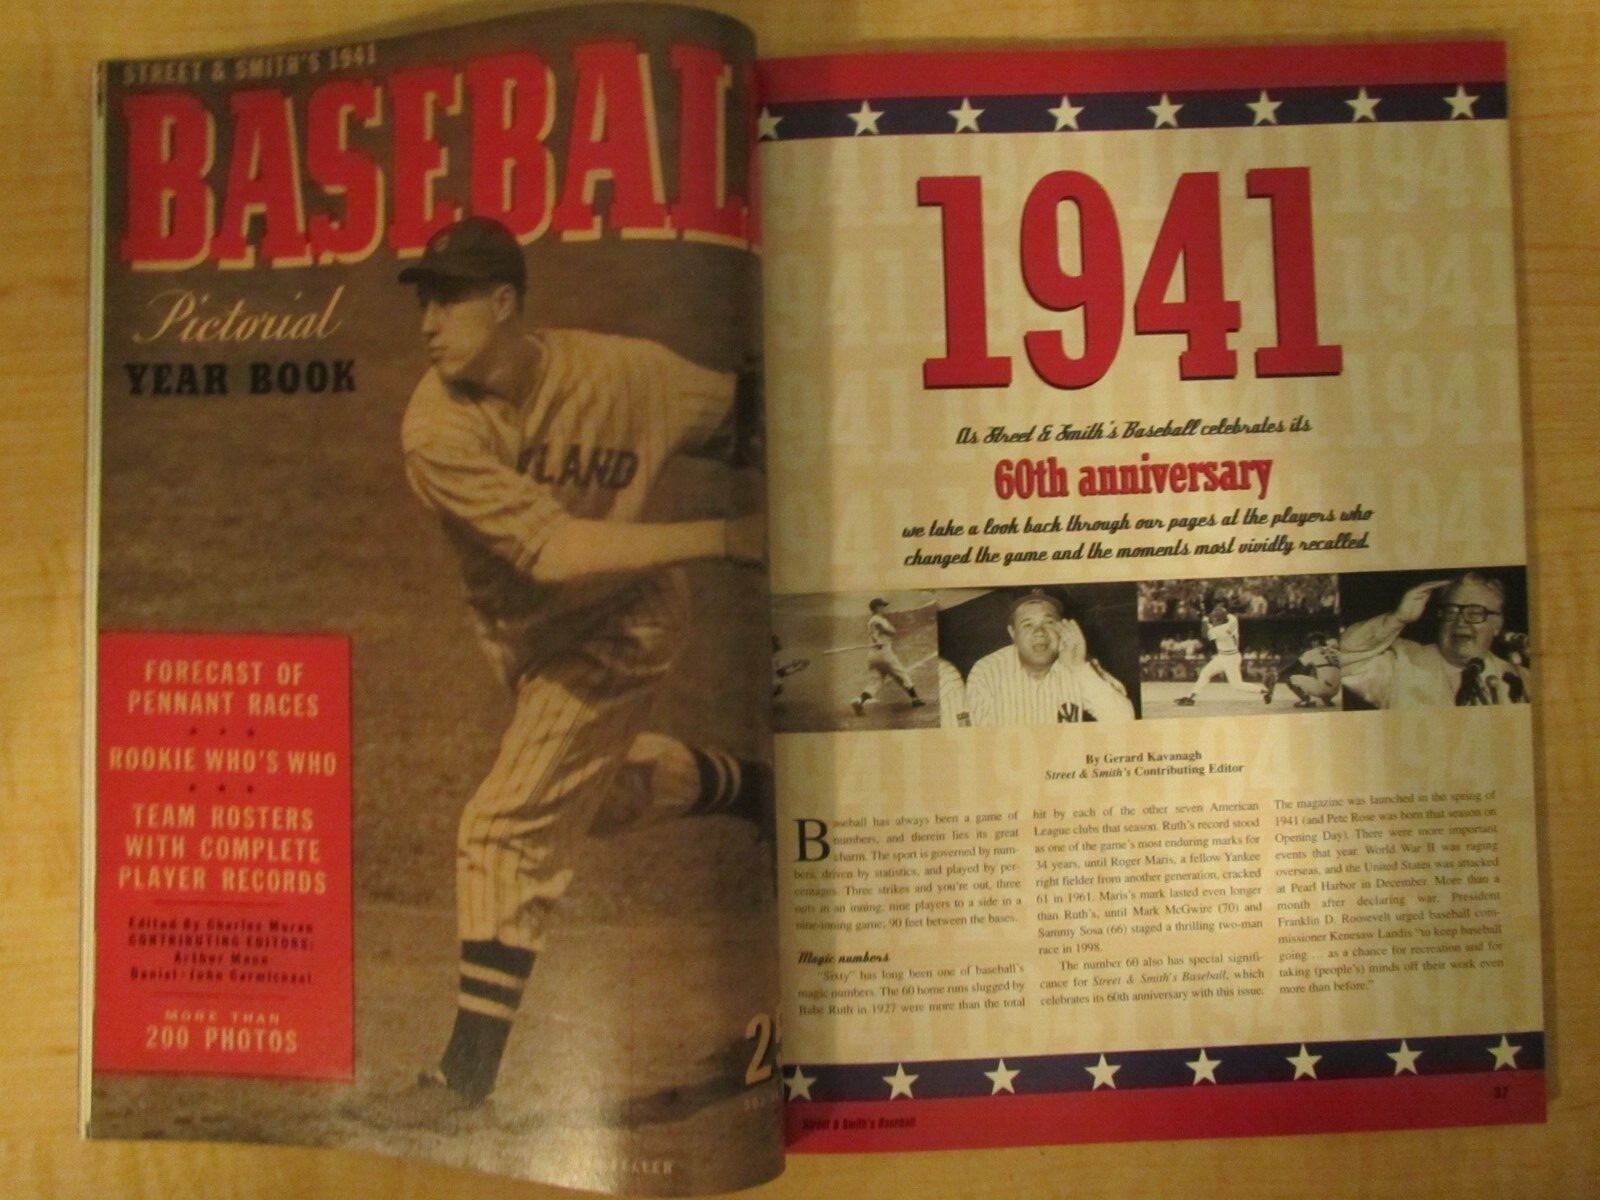 STREET & SMITH'S 1941
BASEBAL
Pictorial
YEAR BOOK
LAND
FORECAST OF
PENNANT RACES
ROOKIE WHO'S WHO
TEAM ROSTERS
WITH COMPLETE
PLAYER RECORDS
Edited By Charles Moran
CONTRIBUTING EDITORS:
Arthur Mann
Daniel · John Carmichael
MORE THAN
200 PHOTOS
1941
As Street & Smith's Baseball celebrates its
60th anniversary
we take a look back through our pages at the players who
changed the game and the moments most vividly recalled.
By Gerard Kavanagh
Street & Smith's Contributing Editor
Baseball has always been a game of
numbers, and therein lies its great
charm. The sport is governed by num-
bers, driven by statistics, and played by per-
centages. Three strikes and you're out, three
outs in an inning; nine players to a side in a
nine-inning game; 90 feet between the bases.
Magic numbers
"Sixty" has long been one of baseball's
magic numbers. The 60 home runs slugged by
Babe Ruth in 1927 were more than the total
hit by each of the other seven American
League clubs that season. Ruth's record stood
as one of the game's most enduring marks for
34 years, until Roger Maris, a fellow Yankee
right fielder from another generation, cracked
61 in 1961. Maris's mark lasted even longer
than Ruth's, until Mark McGwire (70) and
Sammy Sosa (66) staged a thrilling two-man
race in 1998.
The number 60 also has special signifi-
cance for Street & Smith's Baseball, which
celebrates its 60th anniversary with this issue.
The magazine was launched in the spring of
1941 (and Pete Rose was born that season on
Opening Day). There were more important
events that year. World War II was raging
overseas, and the United States was attacked
at Pearl Harbor in December. More than a
month after declaring war, President
Franklin D. Roosevelt urged baseball com-
missioner Kenesaw Landis "to keep baseball
going ... as a chance for recreation and for
taking (people's) minds off their work even
more than before."
Street & Smith's Baseball
37